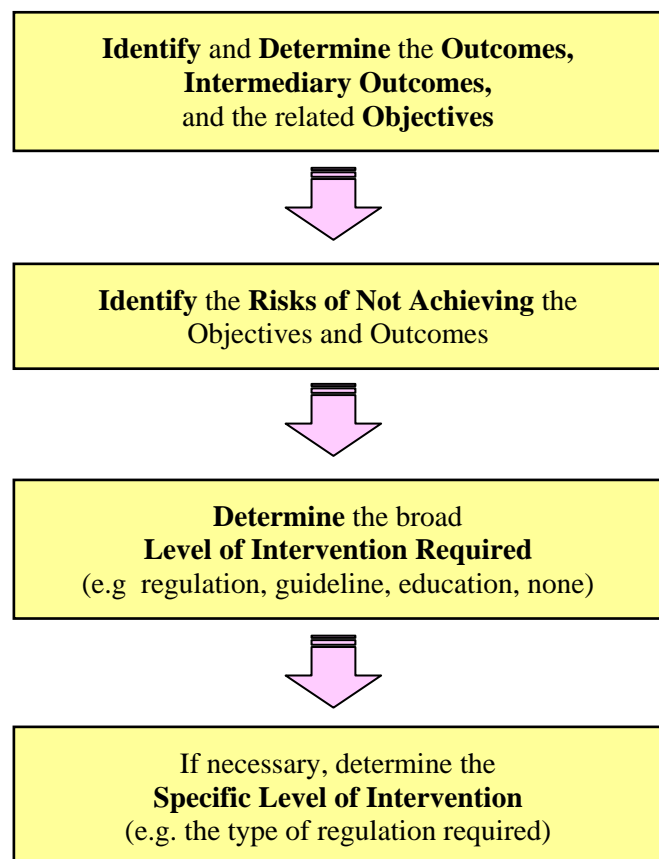 Identify and Determine the Outcomes,
Intermediary Outcomes,
and the related Objectives
Identify the Risks of Not Achieving the
Objectives and Outcomes
Determine the broad
Level of Intervention Required
(e.g regulation, guideline, education, none)
If necessary, determine the
Specific Level of Intervention
(e.g. the type of regulation required)